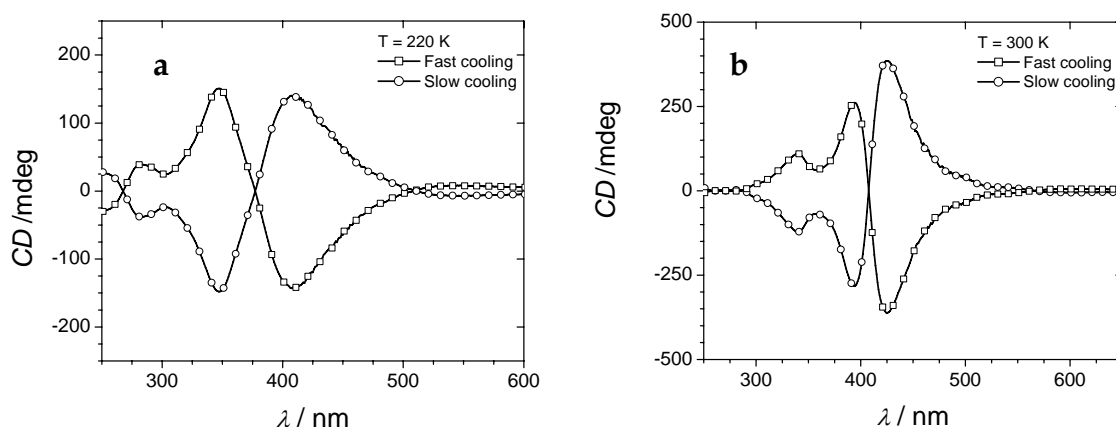 a
T = 220 K
Fast cooling
Slow cooling
CD /mdeg
200
100
0
-100
-200
300
400
500
600
λ / nm
b
T = 300 K
Fast cooling
Slow cooling
CD /mdeg
500
250
0
-250
-500
300
400
500
600
λ / nm